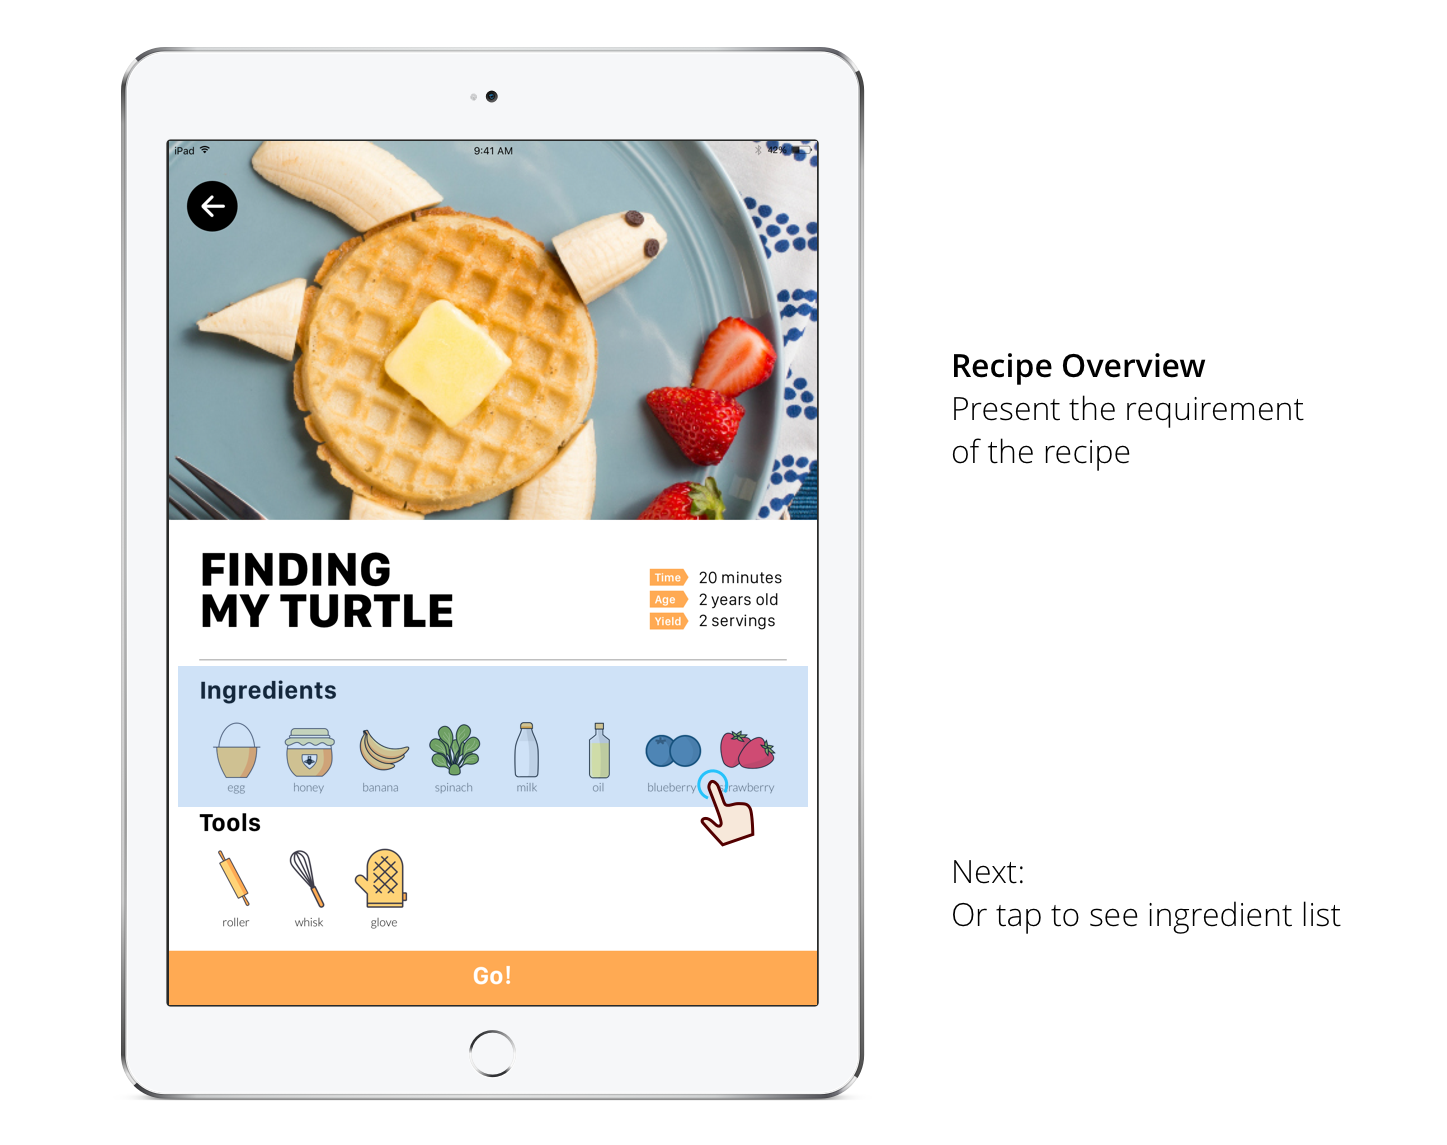 iPad
9:41 AM
42%
FINDING
MY TURTLE
Time 20 minutes
Age 2 years old
Yield 2 servings
Ingredients
egg honey banana spinach milk oil blueberry strawberry
Tools
roller whisk glove
Go!
Recipe Overview
Present the requirement
of the recipe
Next:
Or tap to see ingredient list